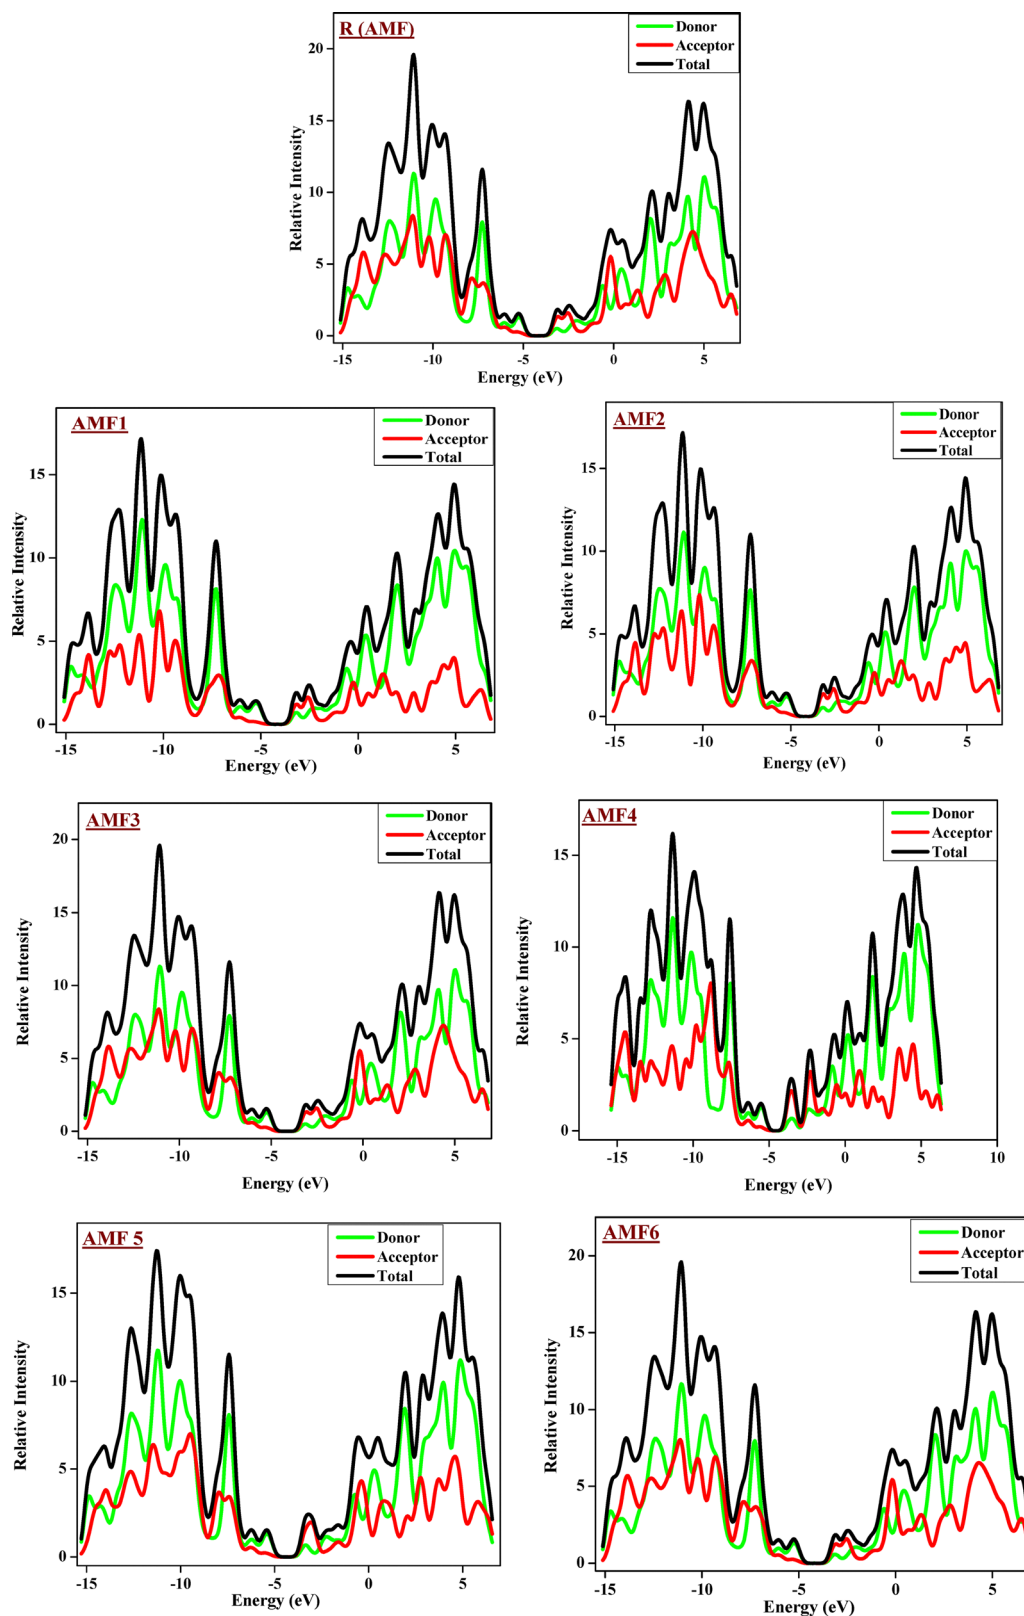 R (AMF)
Donor
Acceptor
Total
Relative Intensity
20
15
10
5
0
-15
-10
-5
0
5
Energy (eV)
AMF1
Donor
Acceptor
Total
Relative Intensity
15
10
5
0
-15
-10
-5
0
5
Energy (eV)
AMF2
Donor
Acceptor
Total
Relative Intensity
15
10
5
0
-15
-10
-5
0
5
Energy (eV)
AMF3
Donor
Acceptor
Total
Relative Intensity
20
15
10
5
0
-15
-10
-5
0
5
Energy (eV)
AMF4
Donor
Acceptor
Total
Relative Intensity
15
10
5
0
-15
-10
-5
0
5
10
Energy (eV)
AMF 5
Donor
Acceptor
Total
Relative Intensity
15
10
5
0
-15
-10
-5
0
5
Energy (eV)
AMF6
Donor
Acceptor
Total
Relative Intensity
20
15
10
5
0
-15
-10
-5
0
5
Energy (eV)